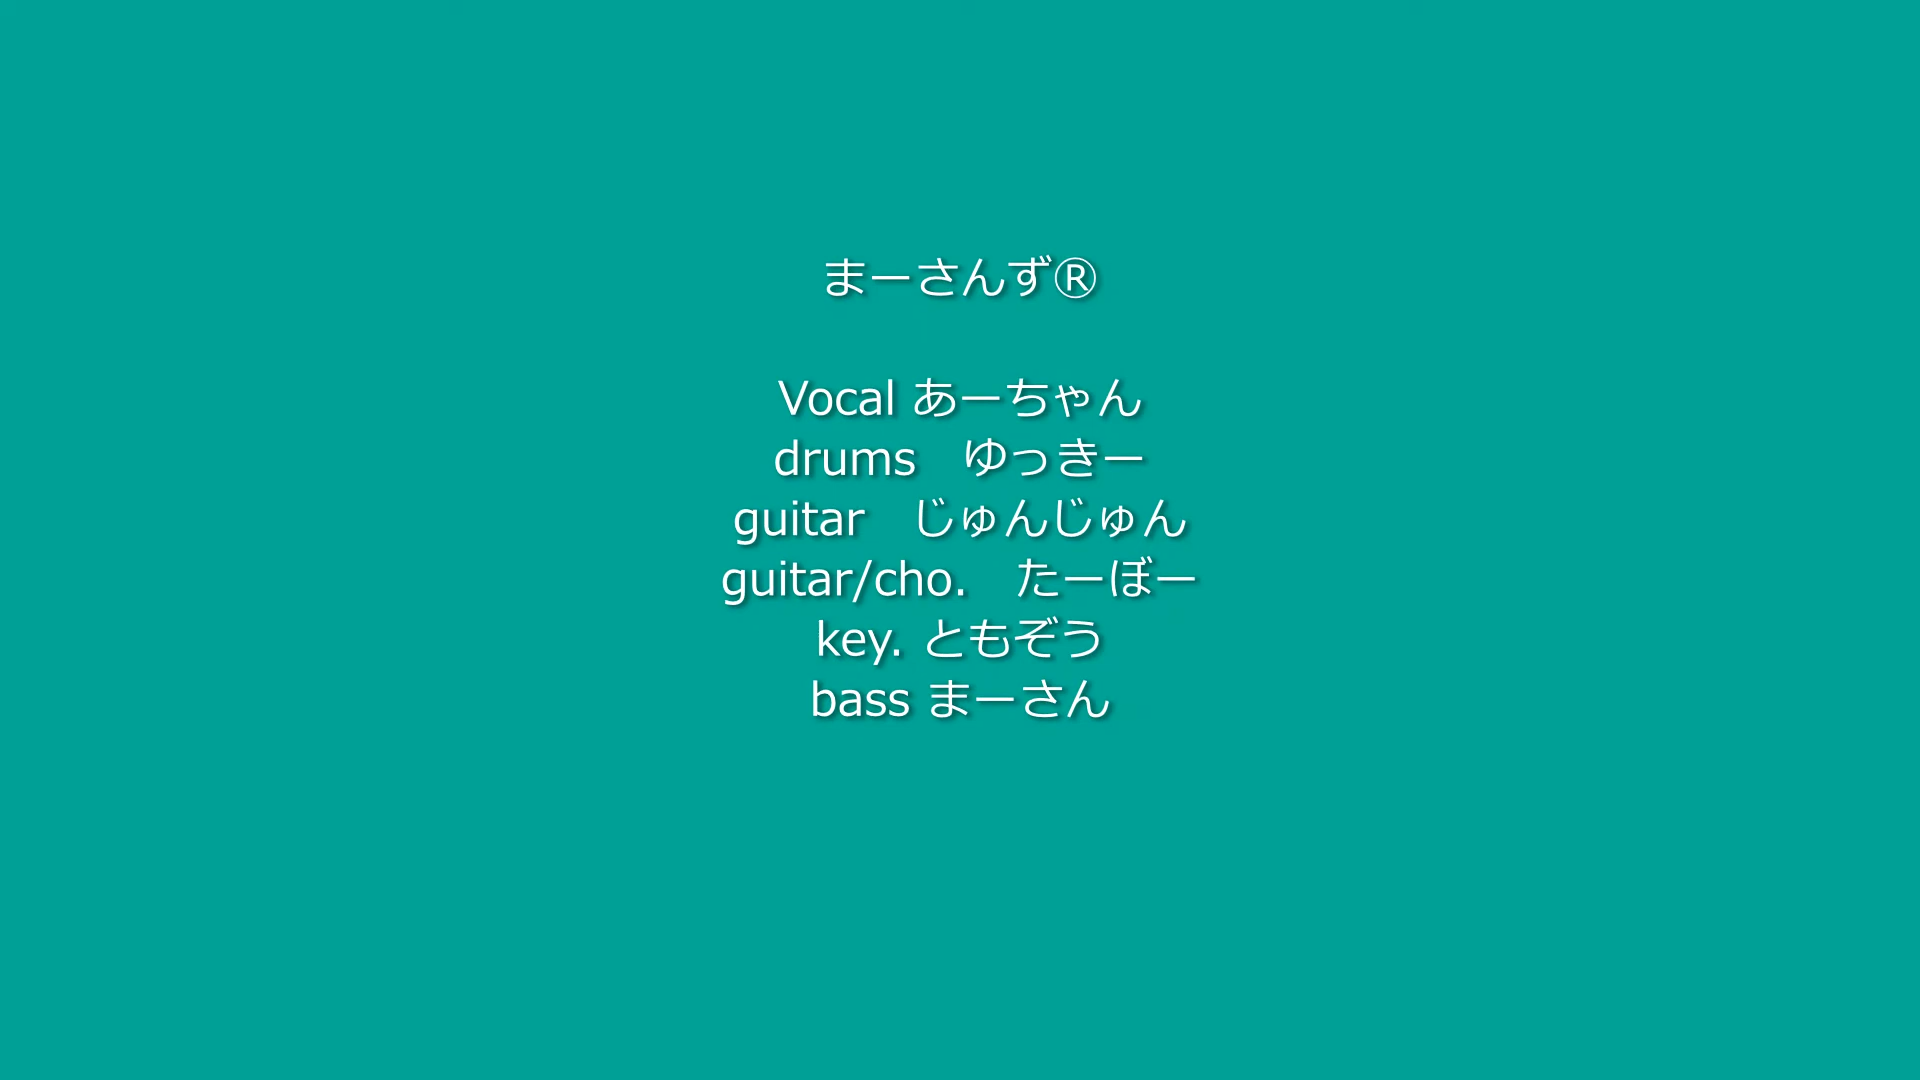 まーさんず®
Vocal あーちゃん
drums　ゆっきー
guitar　じゅんじゅん
guitar/cho.　たーぼー
key. ともぞう
bass まーさん